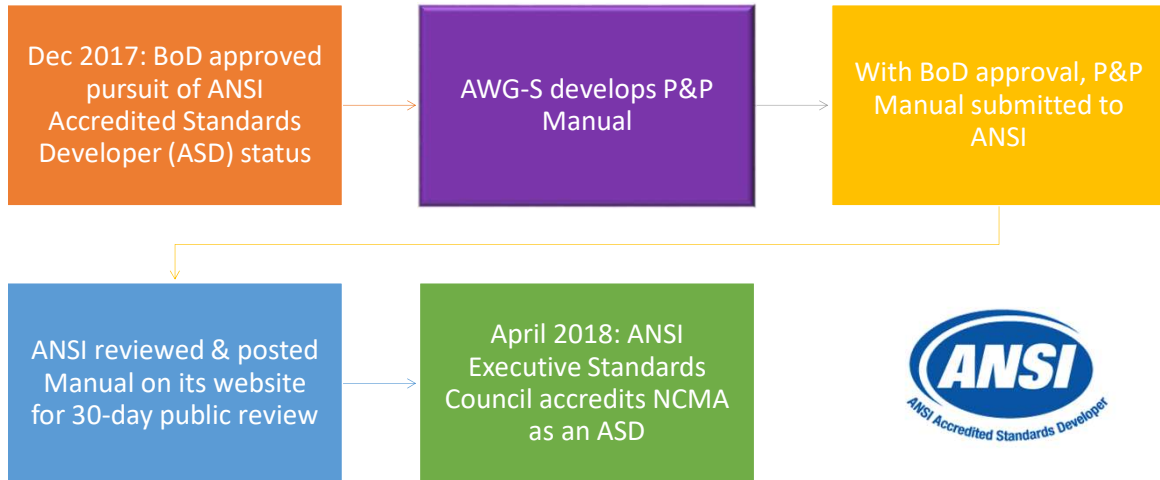 Dec 2017: BoD approved
pursuit of ANSI
Accredited Standards
Developer (ASD) status
AWG-S develops P&P
Manual
With BoD approval, P&P
Manual submitted to
ANSI
ANSI reviewed & posted
Manual on its website
for 30-day public review
April 2018: ANSI
Executive Standards
Council accredits NCMA
as an ASD
ANSI
ANSI Accredited Standards Developer